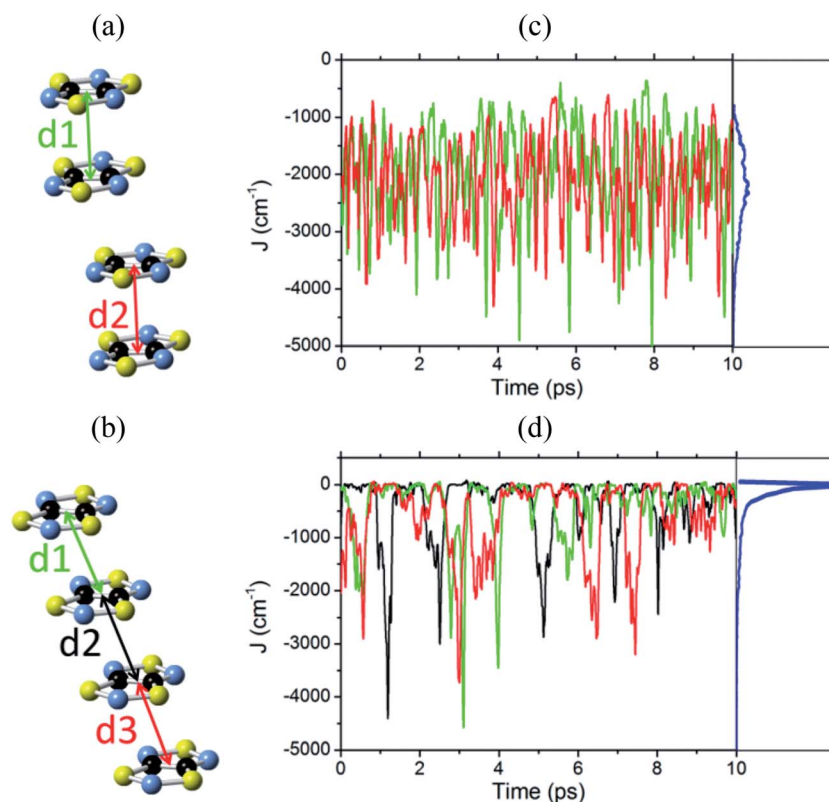 (a)
d1
d2
(c)
0
-1000
-2000
-3000
-4000
-5000
J (cm⁻¹)
0 2 4 6 8 10
Time (ps)
(b)
d1
d2
d3
(d)
0
-1000
-2000
-3000
-4000
-5000
J (cm⁻¹)
0 2 4 6 8 10
Time (ps)